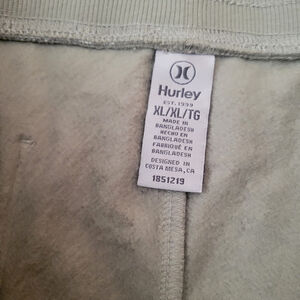 Hurley
EST. 1999
XL/XL/TG
MADE IN
BANGLADESH
HECHO EN
BANGLADESH
FABRIQUÉ EN
BANGLADESH
DESIGNED IN
COSTA MESA, CA
1851219